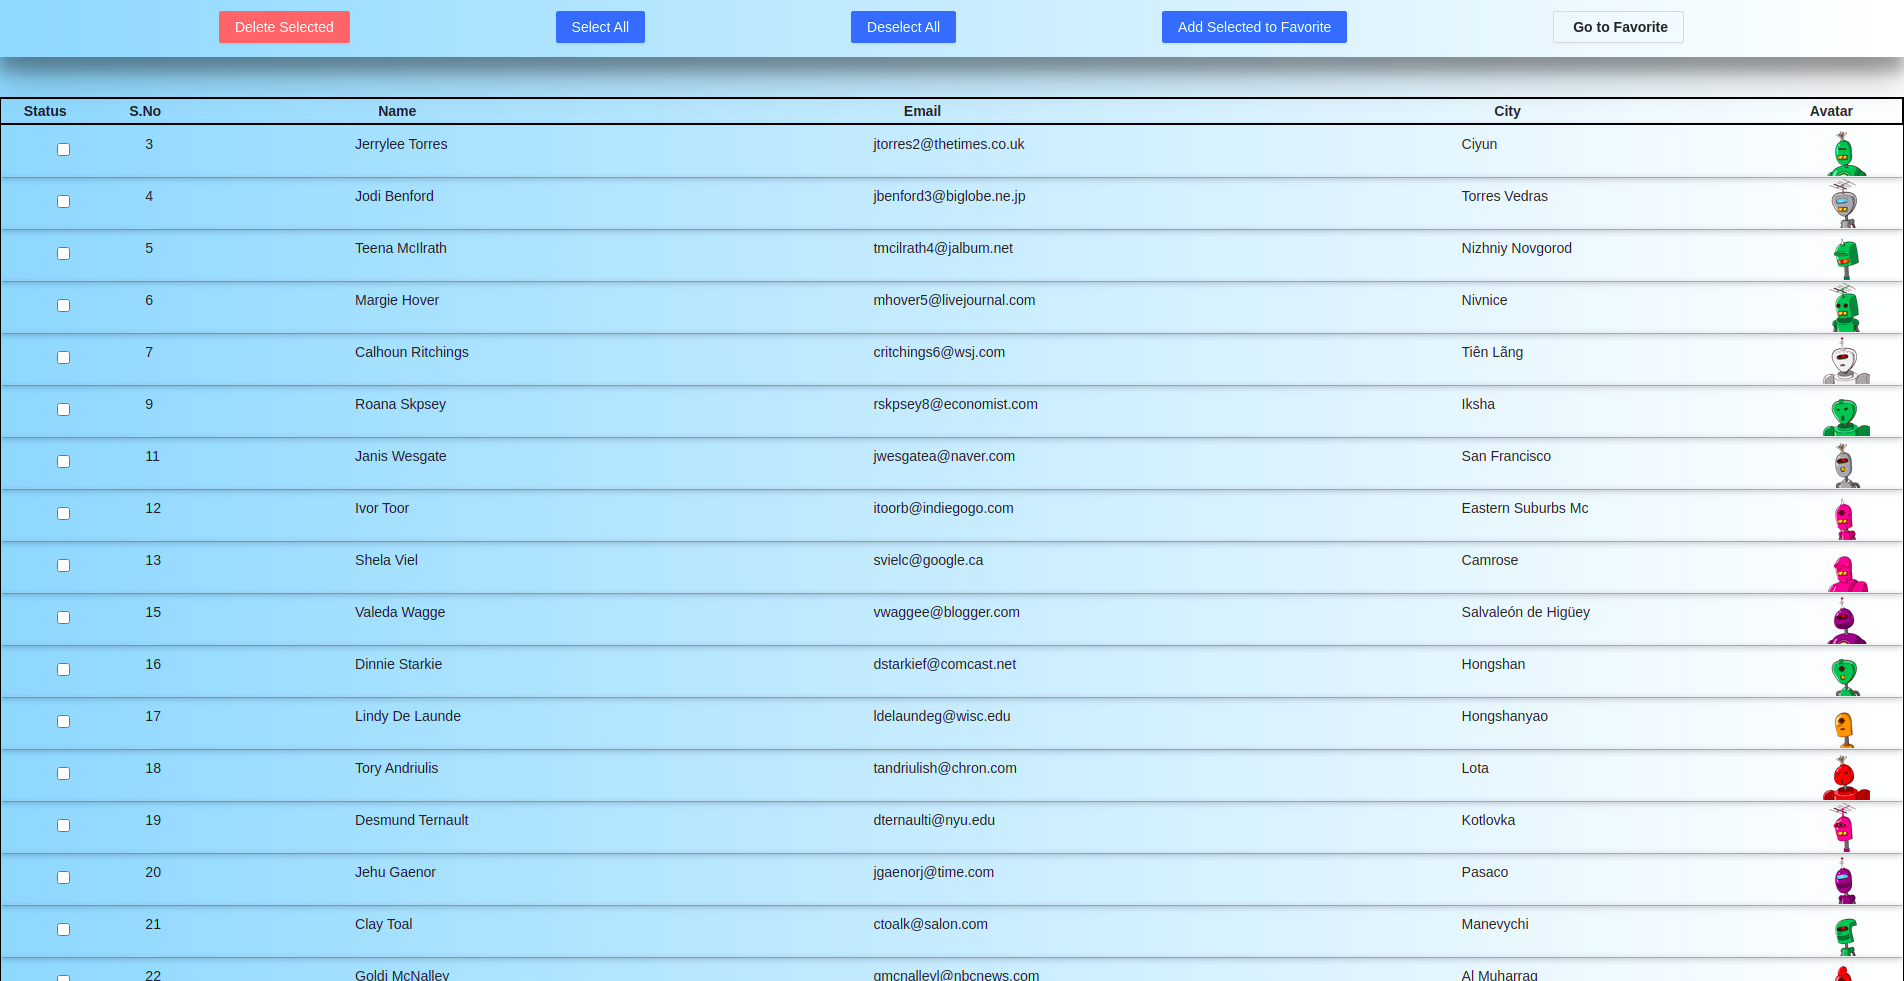 Delete Selected Select All Deselect All Add Selected to Favorite Go to Favorite
Status S.No Name Email City Avatar
3 Jerrylee Torres jtorres2@thetimes.co.uk Ciyun
4 Jodi Benford jbenford3@biglobe.ne.jp Torres Vedras
5 Teena McIlrath tmcilrath4@jalbum.net Nizhniy Novgorod
6 Margie Hover mhover5@livejournal.com Nivnice
7 Calhoun Ritchings critchings6@wsj.com Tiên Lãng
9 Roana Skpsey rskpsey8@economist.com Iksha
11 Janis Wesgate jwesgatea@naver.com San Francisco
12 Ivor Toor itoorb@indiegogo.com Eastern Suburbs Mc
13 Shela Viel svielc@google.ca Camrose
15 Valeda Wagge vwaggee@blogger.com Salvaleón de Higüey
16 Dinnie Starkie dstarkief@comcast.net Hongshan
17 Lindy De Launde ldelaundeg@wisc.edu Hongshanyao
18 Tory Andriulis tandriulish@chron.com Lota
19 Desmund Ternault dternaulti@nyu.edu Kotlovka
20 Jehu Gaenor jgaenorj@time.com Pasaco
21 Clay Toal ctoalk@salon.com Manevychi
22 Goldi McNalley gmcnalleyl@nbcnews.com Al Muharraq